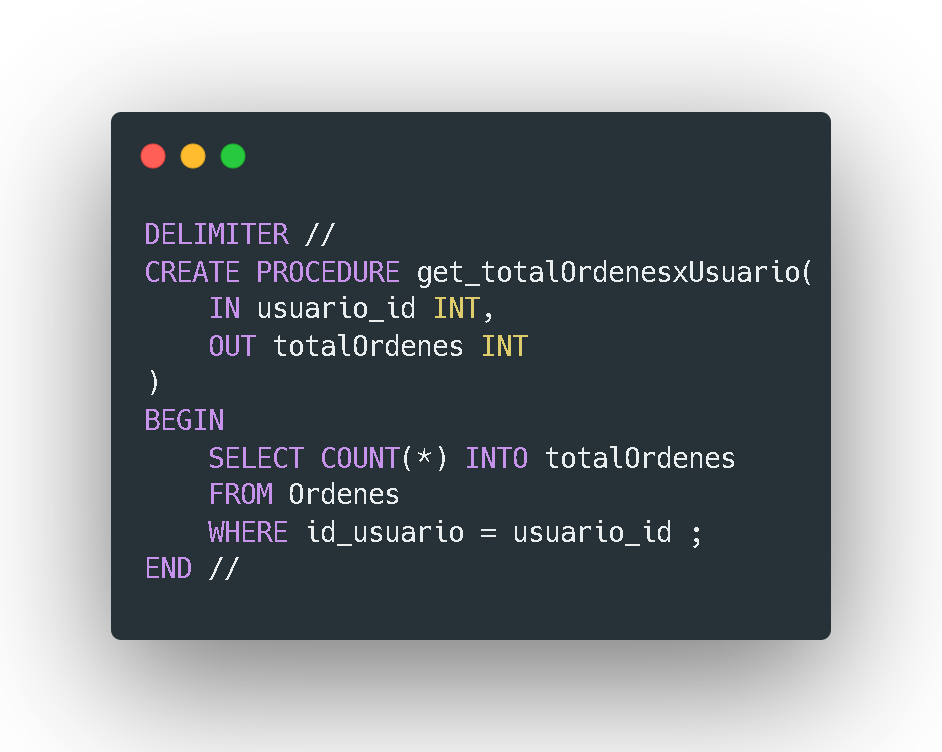 DELIMITER //
CREATE PROCEDURE get_totalOrdenesxUsuario(
    IN usuario_id INT,
    OUT totalOrdenes INT
)
BEGIN
    SELECT COUNT(*) INTO totalOrdenes
    FROM Ordenes
    WHERE id_usuario = usuario_id ;
END //